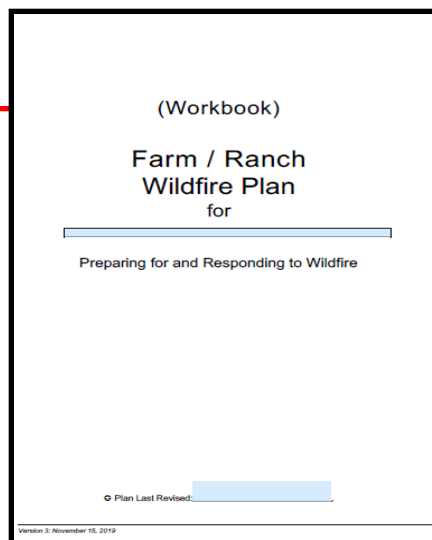 (Workbook)
Farm / Ranch
Wildfire Plan
for
Preparing for and Responding to Wildfire
✪ Plan Last Revised:
Version 3: November 15, 2019